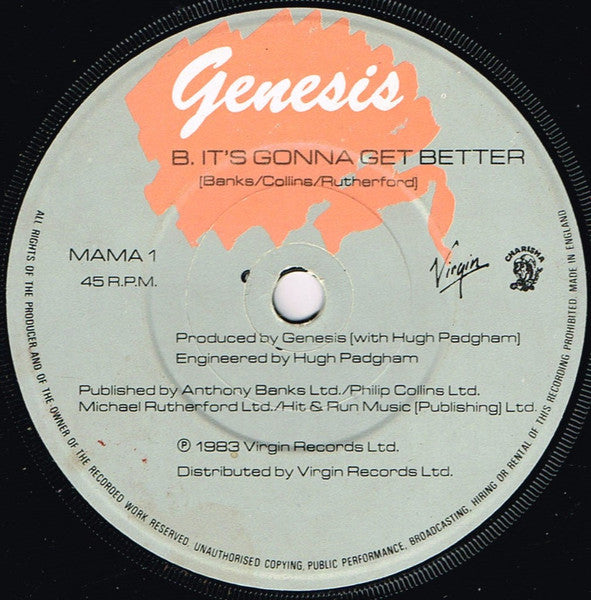 Genesis
B. IT'S GONNA GET BETTER
[Banks/Collins/Rutherford]
MAMA 1
45 R.P.M.
Virgin
CHARISMA
Produced by Genesis [with Hugh Padgham]
Engineered by Hugh Padgham
Published by Anthony Banks Ltd./Philip Collins Ltd.
Michael Rutherford Ltd./Hit & Run Music [Publishing] Ltd.
℗ 1983 Virgin Records Ltd.
Distributed by Virgin Records Ltd.
ALL RIGHTS OF THE PRODUCER AND OF THE OWNER OF THE RECORDED WORK RESERVED. UNAUTHORISED COPYING, PUBLIC PERFORMANCE, BROADCASTING, HIRING OR RENTAL OF THIS RECORDING PROHIBITED. MADE IN ENGLAND